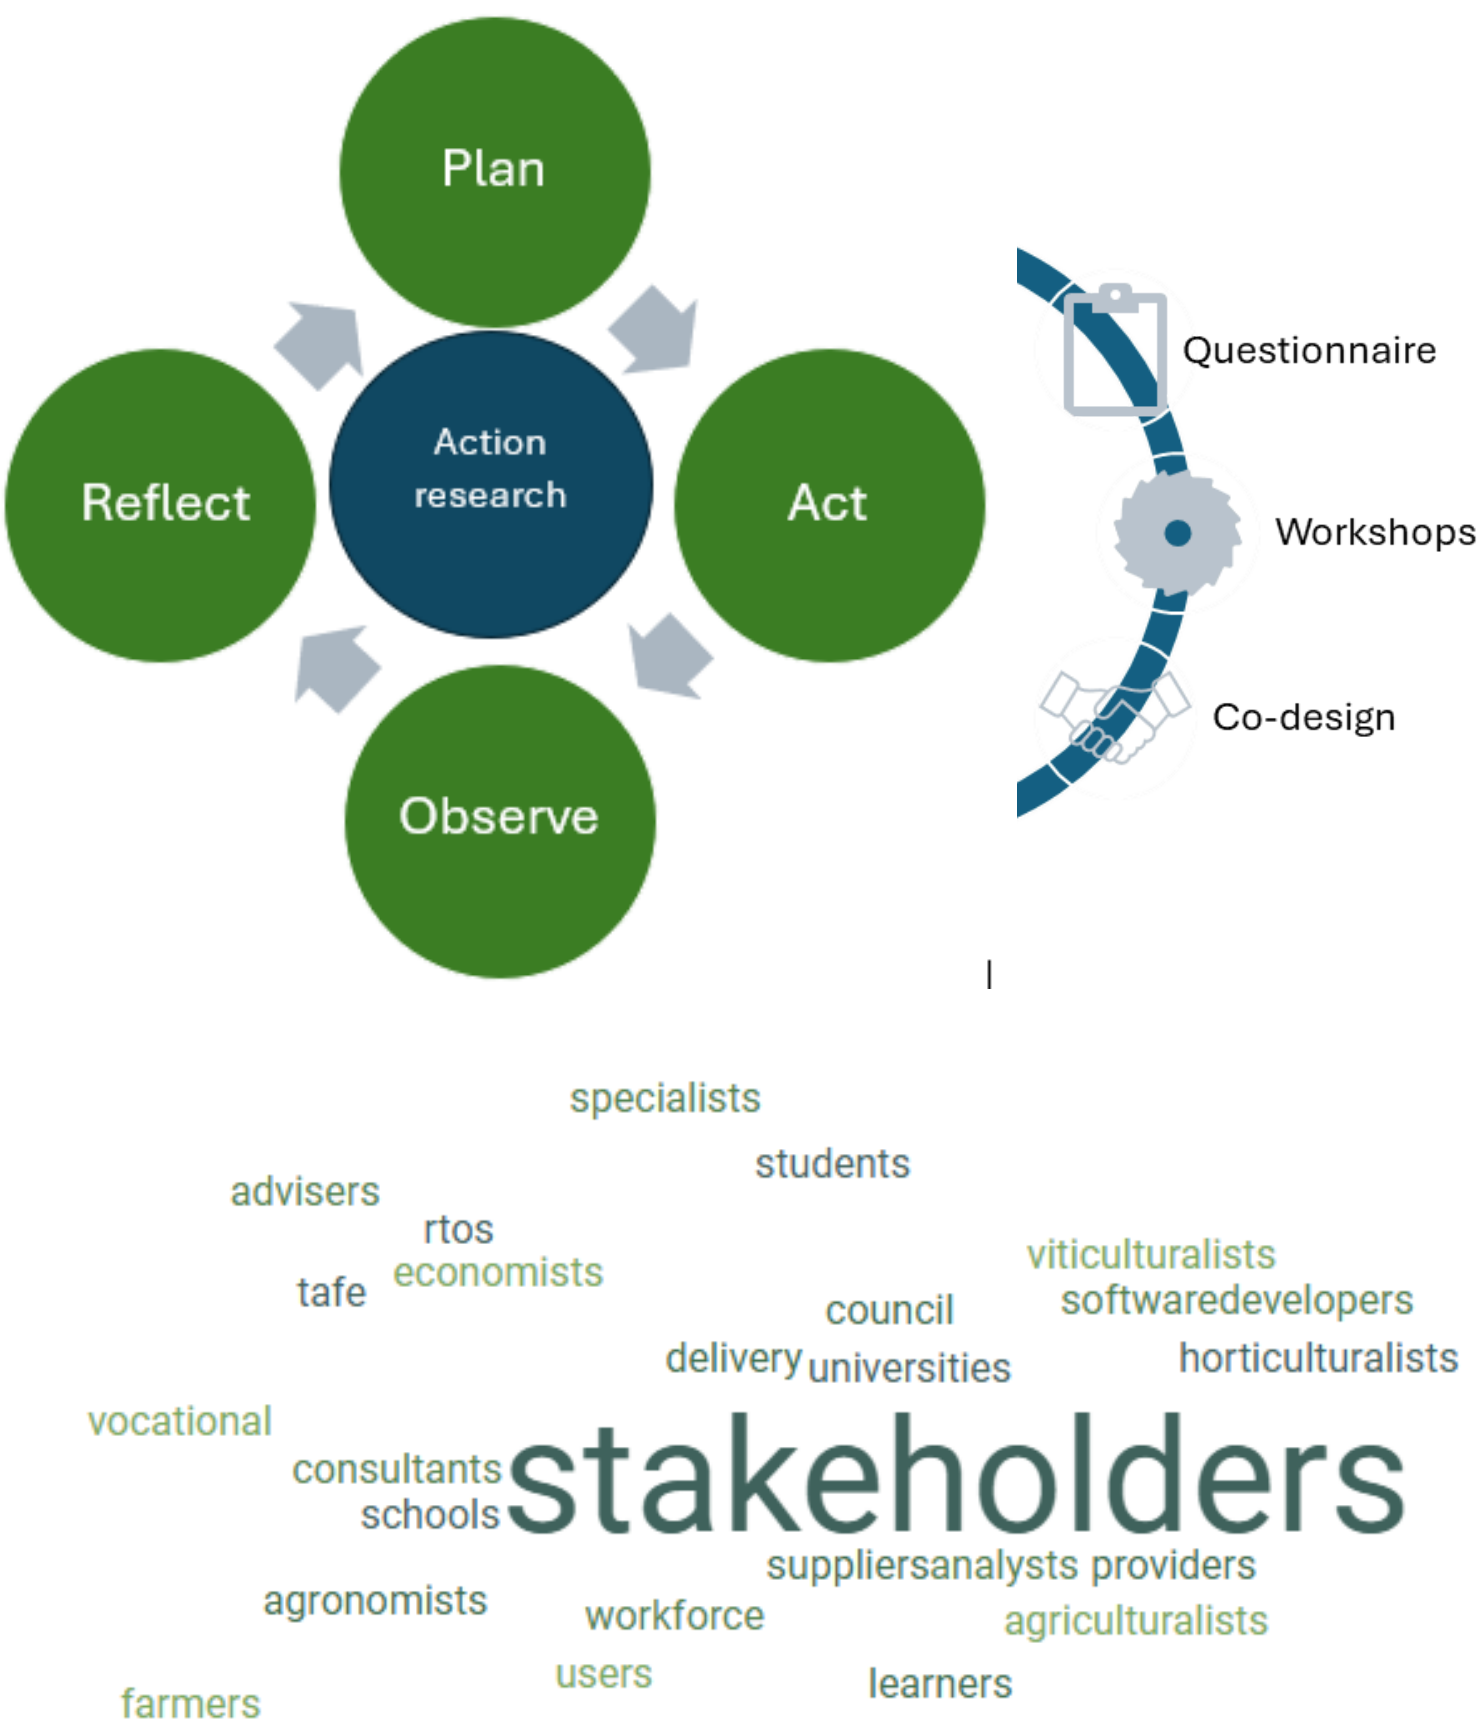 Plan
Action
research
Reflect
Act
Observe
Questionnaire
Workshops
Co-design
specialists
students
advisers
rtos
economists
tafe
viticulturalists
softwaredevelopers
council
delivery universities
horticulturalists
vocational
consultants
schools
stakeholders
suppliersanalysts providers
agronomists
workforce
agriculturalists
users
learners
farmers